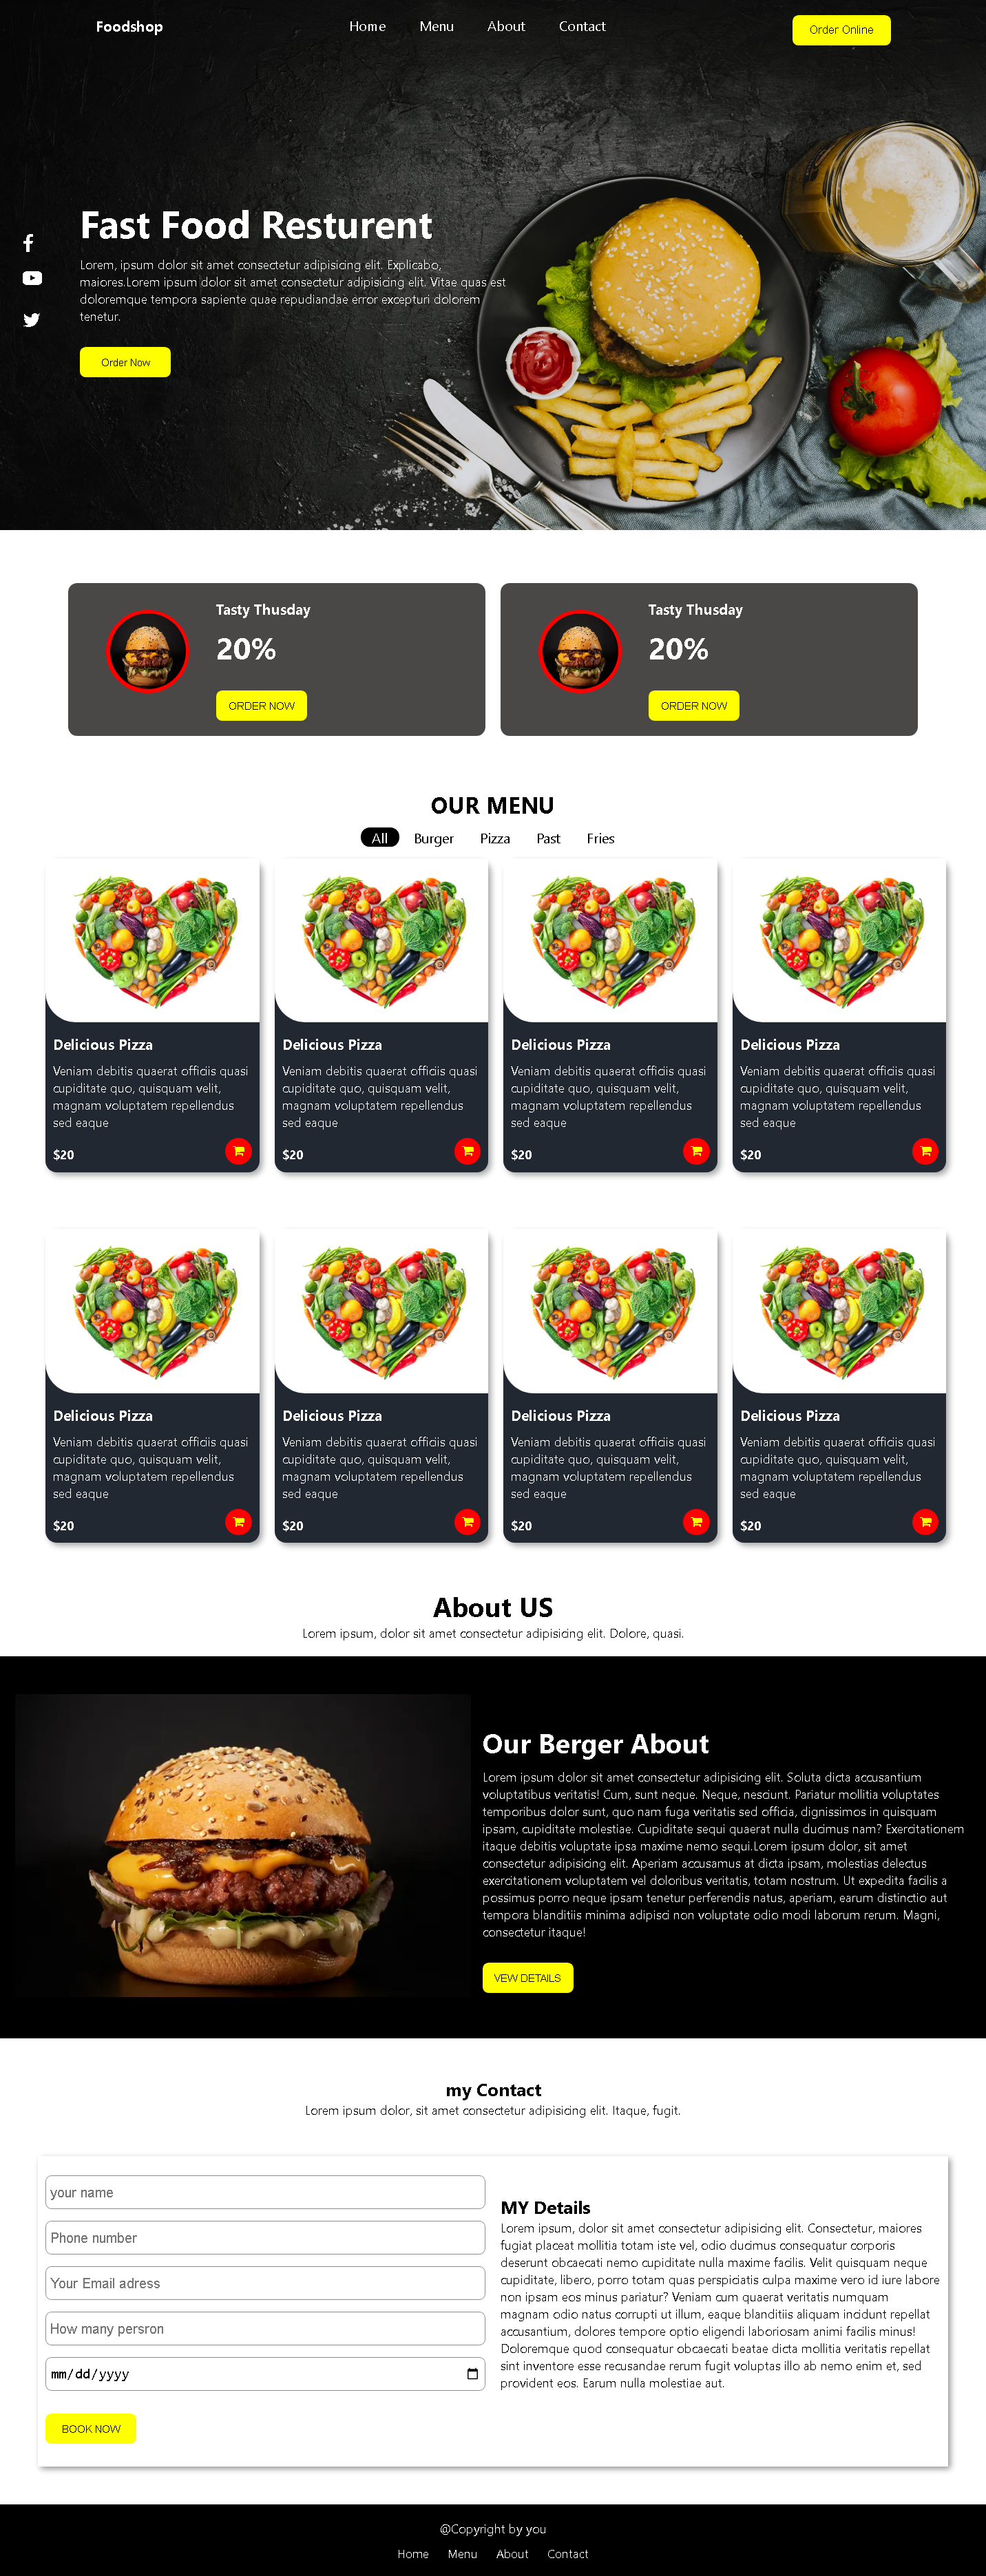 Foodshop Home Menu About Contact Order Online
Fast Food Resturent
Lorem, ipsum dolor sit amet consectetur adipisicing elit. Explicabo,
maiores.Lorem ipsum dolor sit amet consectetur adipisicing elit. Vitae quas est
doloremque tempora sapiente quae repudiandae error excepturi dolorem
tenetur.
Order Now
Tasty Thusday
20%
ORDER NOW
Tasty Thusday
20%
ORDER NOW
OUR MENU
All Burger Pizza Past Fries
Delicious Pizza
Veniam debitis quaerat officiis quasi
cupiditate quo, quisquam velit,
magnam voluptatem repellendus
sed eaque
$20
Delicious Pizza
Veniam debitis quaerat officiis quasi
cupiditate quo, quisquam velit,
magnam voluptatem repellendus
sed eaque
$20
Delicious Pizza
Veniam debitis quaerat officiis quasi
cupiditate quo, quisquam velit,
magnam voluptatem repellendus
sed eaque
$20
Delicious Pizza
Veniam debitis quaerat officiis quasi
cupiditate quo, quisquam velit,
magnam voluptatem repellendus
sed eaque
$20
Delicious Pizza
Veniam debitis quaerat officiis quasi
cupiditate quo, quisquam velit,
magnam voluptatem repellendus
sed eaque
$20
Delicious Pizza
Veniam debitis quaerat officiis quasi
cupiditate quo, quisquam velit,
magnam voluptatem repellendus
sed eaque
$20
Delicious Pizza
Veniam debitis quaerat officiis quasi
cupiditate quo, quisquam velit,
magnam voluptatem repellendus
sed eaque
$20
Delicious Pizza
Veniam debitis quaerat officiis quasi
cupiditate quo, quisquam velit,
magnam voluptatem repellendus
sed eaque
$20
About US
Lorem ipsum, dolor sit amet consectetur adipisicing elit. Dolore, quasi.
Our Berger About
Lorem ipsum dolor sit amet consectetur adipisicing elit. Soluta dicta accusantium
voluptatibus veritatis! Cum, sunt neque. Neque, nesciunt. Pariatur mollitia voluptates
temporibus dolor sunt, quo nam fuga veritatis sed officia, dignissimos in quisquam
ipsam, cupiditate molestiae. Cupiditate sequi quaerat nulla ducimus nam? Exercitationem
itaque debitis voluptate ipsa maxime nemo sequi.Lorem ipsum dolor, sit amet
consectetur adipisicing elit. Aperiam accusamus at dicta ipsam, molestias delectus
exercitationem voluptatem vel doloribus veritatis, totam nostrum. Ut expedita facilis a
possimus porro neque ipsam tenetur perferendis natus, aperiam, earum distinctio aut
tempora blanditiis minima adipisci non voluptate odio modi laborum rerum. Magni,
consectetur itaque!
VEW DETAILS
my Contact
Lorem ipsum dolor, sit amet consectetur adipisicing elit. Itaque, fugit.
your name
Phone number
Your Email adress
How many persron
mm/dd/yyyy
BOOK NOW
MY Details
Lorem ipsum, dolor sit amet consectetur adipisicing elit. Consectetur, maiores
fugiat placeat mollitia totam iste vel, odio ducimus consequatur corporis
deserunt obcaecati nemo cupiditate nulla maxime facilis. Velit quisquam neque
cupiditate, libero, porro totam quas perspiciatis culpa maxime vero id iure labore
non ipsam eos minus pariatur? Veniam cum quaerat veritatis numquam
magnam odio natus corrupti ut illum, eaque blanditiis aliquam incidunt repellat
accusantium, dolores tempore optio eligendi laboriosam animi facilis minus!
Doloremque quod consequatur obcaecati beatae dicta mollitia veritatis repellat
sint inventore esse recusandae rerum fugit voluptas illo ab nemo enim et, sed
provident eos. Earum nulla molestiae aut.
@Copyright by you
Home Menu About Contact